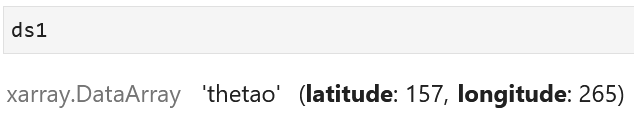 ds1
xarray.DataArray 'thetao' (latitude: 157, longitude: 265)